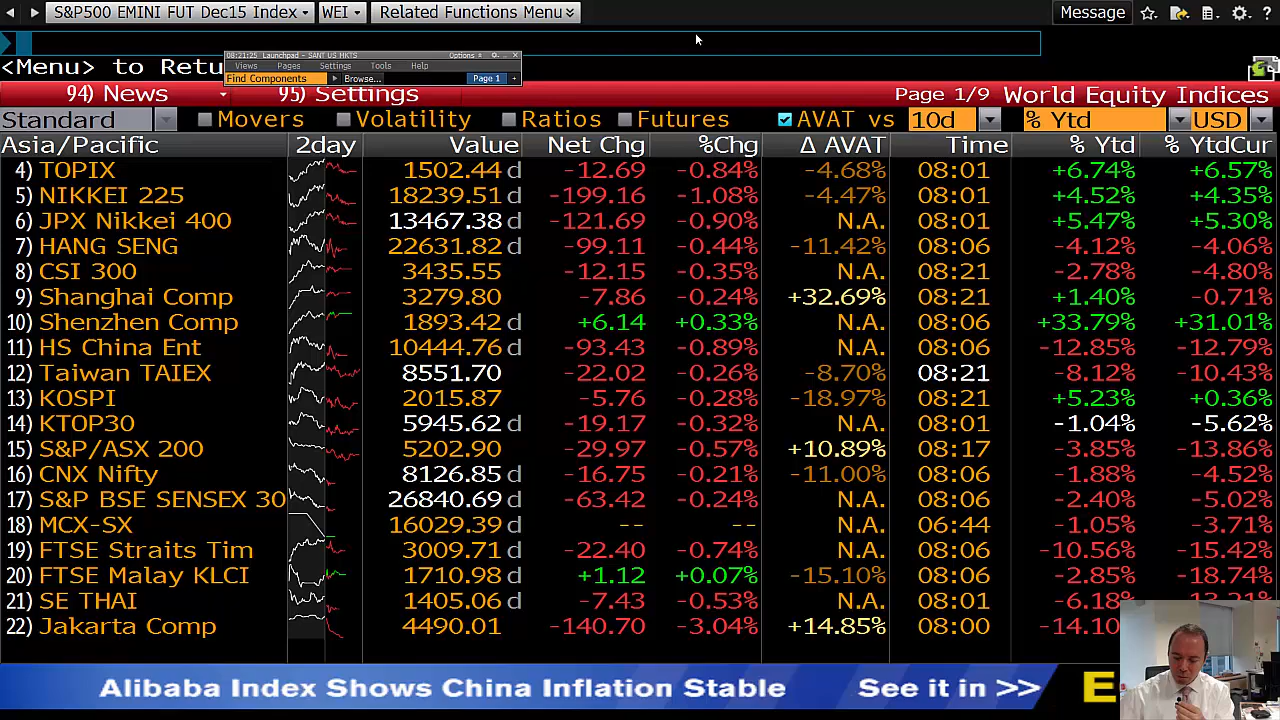 S&P500 EMINI FUT Dec15 Index WEI Related Functions Menu Message ?
08:21:25 Launchpad - SANT US MKTS Options
<Menu> to Retu Views Pages Settings Tools Help
Find Components Browse... Page 1
94) News 95) Settings Page 1/9 World Equity Indices
Standard Movers Volatility Ratios Futures AVAT vs 10d % Ytd USD
Asia/Pacific 2day Value Net Chg %Chg Δ AVAT Time % Ytd % YtdCur
4) TOPIX 1502.44 d -12.69 -0.84% -4.68% 08:01 +6.74% +6.57%
5) NIKKEI 225 18239.51 d -199.16 -1.08% -4.47% 08:01 +4.52% +4.35%
6) JPX Nikkei 400 13467.38 d -121.69 -0.90% N.A. 08:01 +5.47% +5.30%
7) HANG SENG 22631.82 d -99.11 -0.44% -11.42% 08:06 -4.12% -4.06%
8) CSI 300 3435.55 -12.15 -0.35% N.A. 08:21 -2.78% -4.80%
9) Shanghai Comp 3279.80 -7.86 -0.24% +32.69% 08:21 +1.40% -0.71%
10) Shenzhen Comp 1893.42 d +6.14 +0.33% N.A. 08:06 +33.79% +31.01%
11) HS China Ent 10444.76 d -93.43 -0.89% N.A. 08:06 -12.85% -12.79%
12) Taiwan TAIEX 8551.70 -22.02 -0.26% -8.70% 08:21 -8.12% -10.43%
13) KOSPI 2015.87 -5.76 -0.28% -18.97% 08:21 +5.23% +0.36%
14) KTOP30 5945.62 d -19.17 -0.32% N.A. 08:01 -1.04% -5.62%
15) S&P/ASX 200 5202.90 -29.97 -0.57% +10.89% 08:17 -3.85% -13.86%
16) CNX Nifty 8126.85 d -16.75 -0.21% -11.00% 08:06 -1.88% -4.52%
17) S&P BSE SENSEX 30 26840.69 d -63.42 -0.24% N.A. 08:06 -2.40% -5.02%
18) MCX-SX 16029.39 d -- -- N.A. 06:44 -1.05% -3.71%
19) FTSE Straits Tim 3009.71 d -22.40 -0.74% N.A. 08:06 -10.56% -15.42%
20) FTSE Malay KLCI 1710.98 d +1.12 +0.07% -15.10% 08:06 -2.85% -18.74%
21) SE THAI 1405.06 d -7.43 -0.53% N.A. 08:01 -6.18%
22) Jakarta Comp 4490.01 -140.70 -3.04% +14.85% 08:00 -14.10
Alibaba Index Shows China Inflation Stable See it in >> E